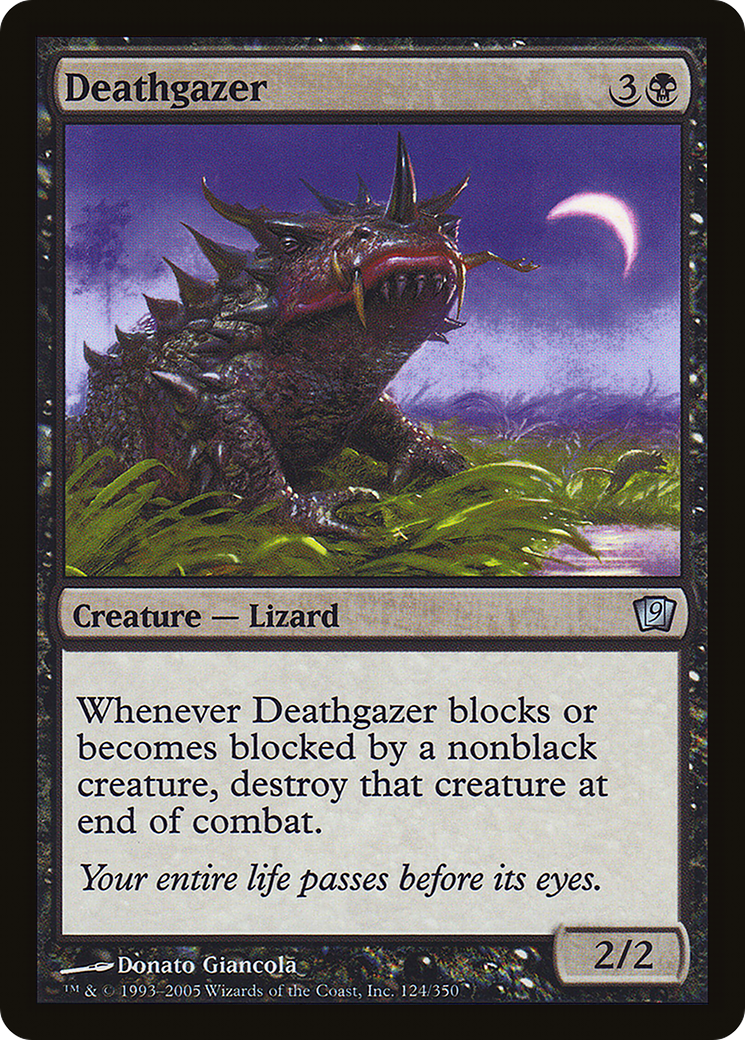 Deathgazer 3
Creature — Lizard 9
Whenever Deathgazer blocks or
becomes blocked by a nonblack
creature, destroy that creature at
end of combat.
Your entire life passes before its eyes.
2/2
Donato Giancola
™ & © 1993–2005 Wizards of the Coast, Inc. 124/350